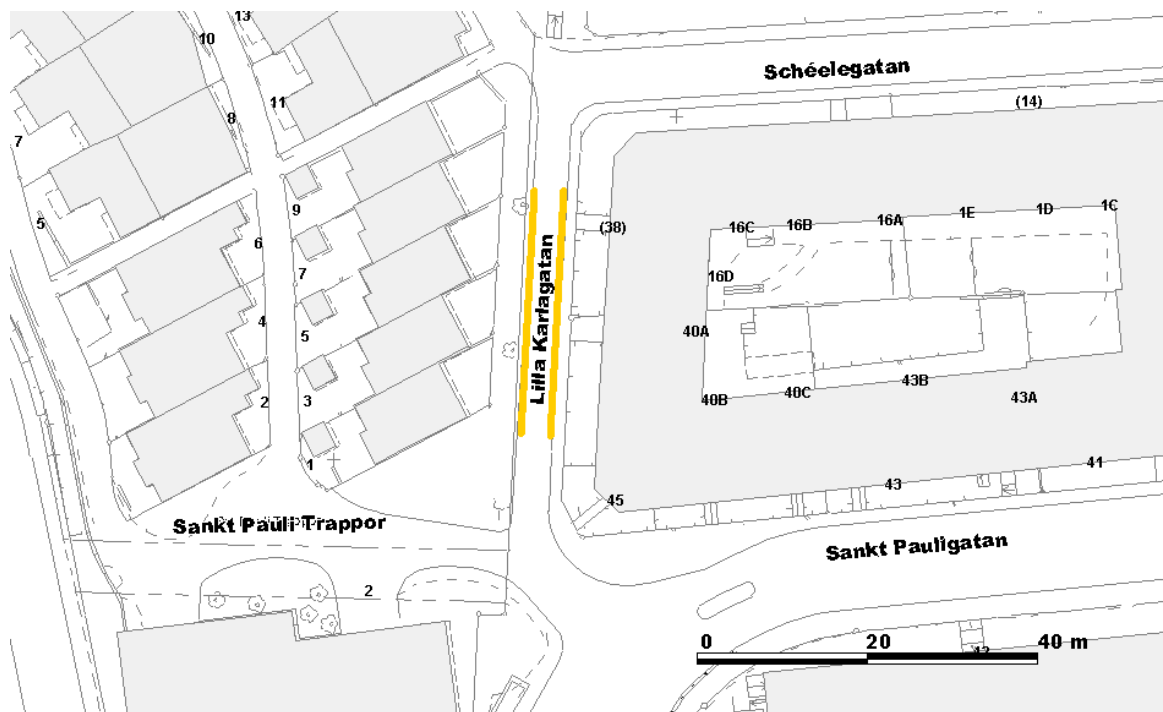 13
10
Schéelegatan
11
(14)
8
7
9
5
16C
16B
16A
1E
1D
1C
(38)
6
7
16D
Lilla Karlagatan
4
5
40A
2
3
40B
40C
43B
43A
1
45
43
41
Sankt Pauli Trappor
Sankt Pauligatan
2
0 20 40 m